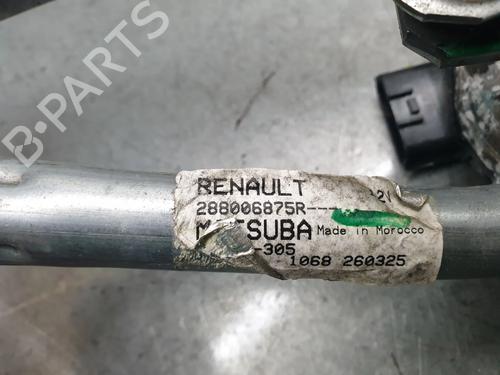 B-PARTS
RENAULT
288006875R---
Made in Morocco
-305
1068 260325